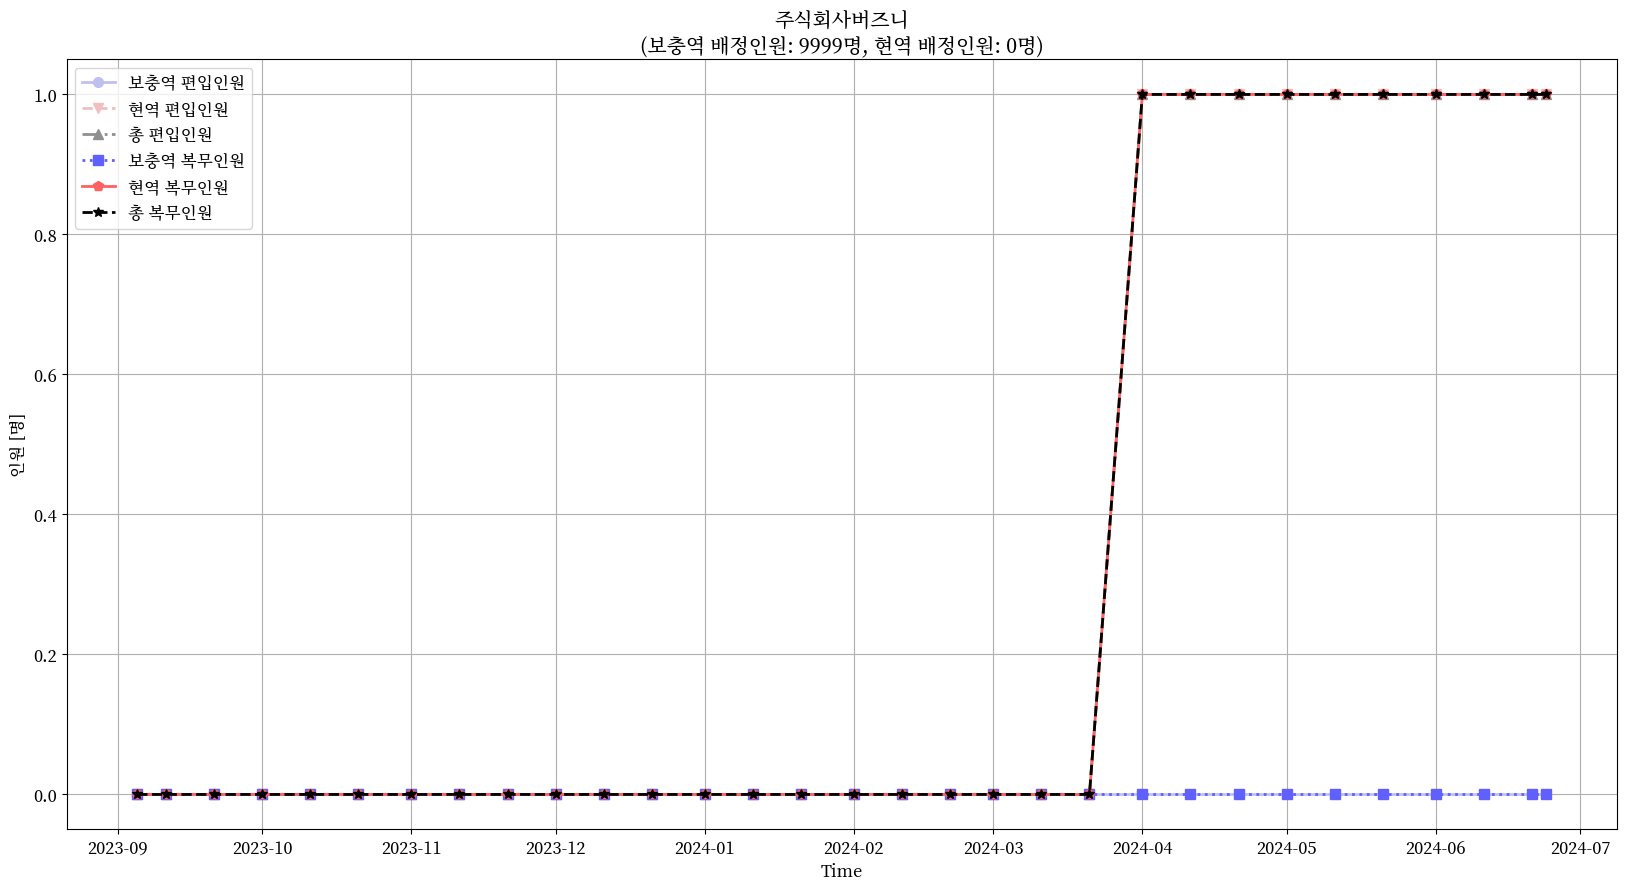 주식회사버즈니
(보충역 배정인원: 9999명, 현역 배정인원: 0명)
보충역 편입인원
현역 편입인원
총 편입인원
보충역 복무인원
현역 복무인원
총 복무인원
1.0
0.8
0.6
0.4
0.2
0.0
인원 [명]
2023-09
2023-10
2023-11
2023-12
2024-01
2024-02
2024-03
2024-04
2024-05
2024-06
2024-07
Time